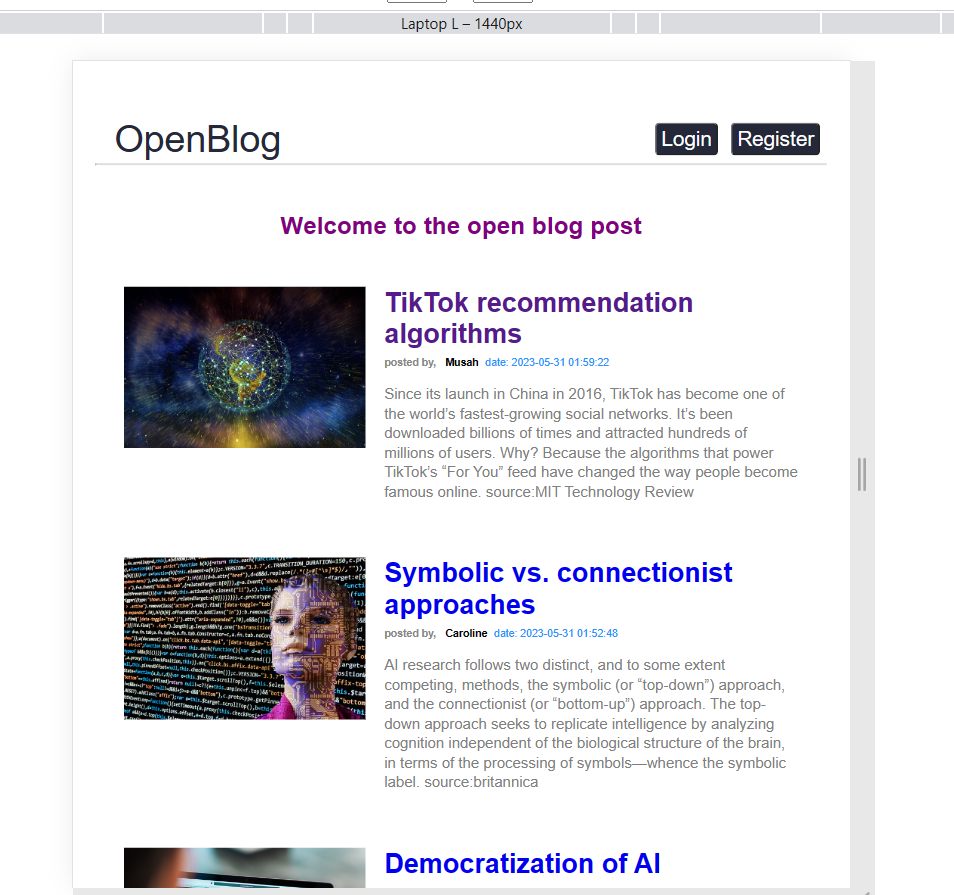 Laptop L – 1440px
OpenBlog
Login Register
Welcome to the open blog post
TikTok recommendation
algorithms
posted by, Musah date: 2023-05-31 01:59:22
Since its launch in China in 2016, TikTok has become one of
the world’s fastest-growing social networks. It’s been
downloaded billions of times and attracted hundreds of
millions of users. Why? Because the algorithms that power
TikTok’s “For You” feed have changed the way people become
famous online. source:MIT Technology Review
Symbolic vs. connectionist
approaches
posted by, Caroline date: 2023-05-31 01:52:48
AI research follows two distinct, and to some extent
competing, methods, the symbolic (or “top-down”) approach,
and the connectionist (or “bottom-up”) approach. The top-
down approach seeks to replicate intelligence by analyzing
cognition independent of the biological structure of the brain,
in terms of the processing of symbols—whence the symbolic
label. source:britannica
Democratization of AI